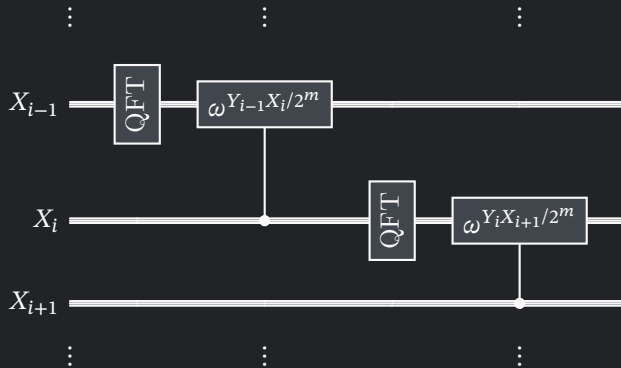 ⋮ ⋮ ⋮
X_{i−1} QFT ω^{Y_{i−1}X_i/2^m}
X_i QFT ω^{Y_iX_{i+1}/2^m}
X_{i+1}
⋮ ⋮ ⋮